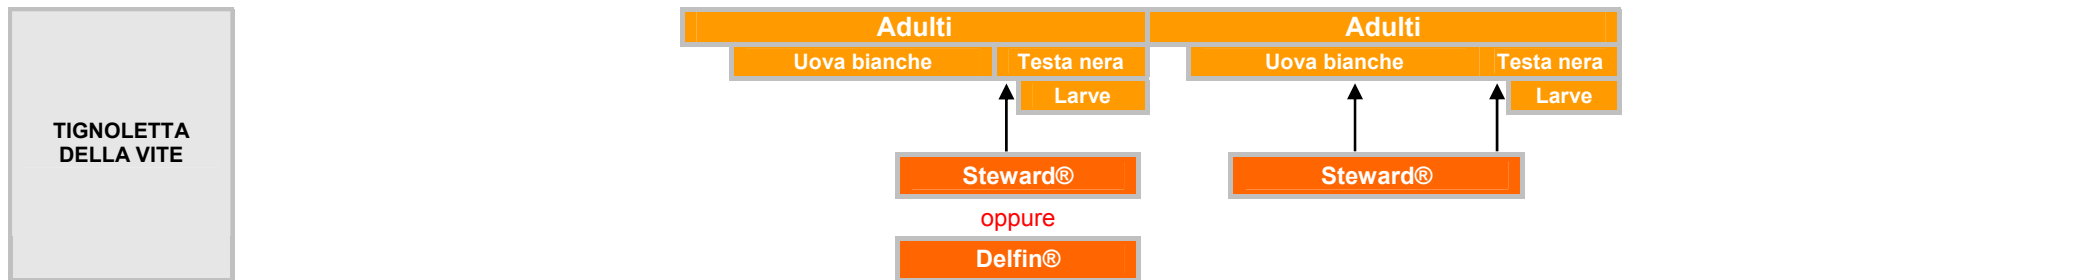 Adulti Adulti
Uova bianche Testa nera Uova bianche Testa nera
Larve Larve
TIGNOLETTA
DELLA VITE
Steward® Steward®
oppure
Delfin®